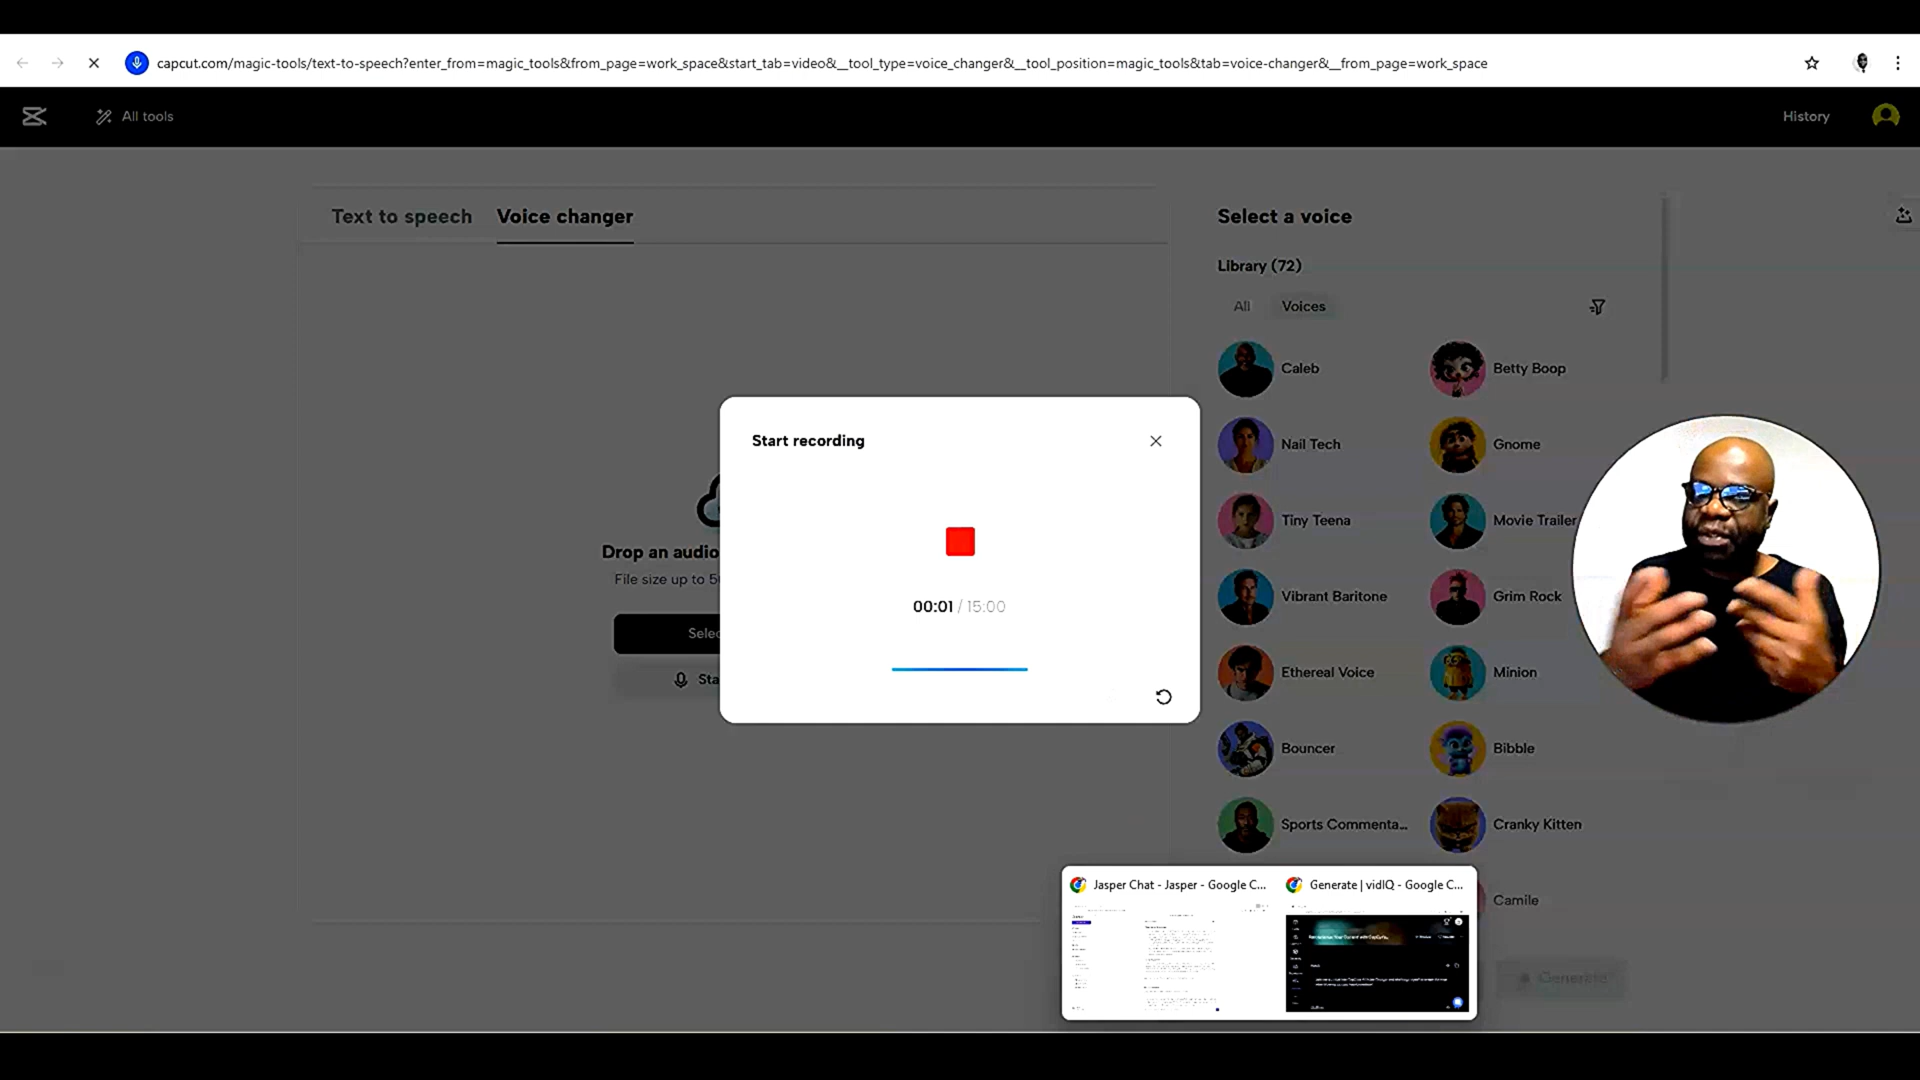 capcut.com/magic-tools/text-to-speech?enter_from=magic_tools&from_page=work_space&start_tab=video&__tool_type=voice_changer&__tool_position=magic_tools&tab=voice-changer&__from_page=work_space
All tools
History
Text to speech
Voice changer
Select a voice
Library (72)
All
Voices
Caleb
Betty Boop
Nail Tech
Gnome
Tiny Teena
Movie Trailer
Vibrant Baritone
Grim Rock
Ethereal Voice
Minion
Bouncer
Bibble
Sports Commenta...
Cranky Kitten
Camile
Generate
Start recording
00:01 / 15:00
Drop an audio
File size up to 5
Selec
Sta
Jasper Chat - Jasper - Google C...
Generate | vidIQ - Google C...